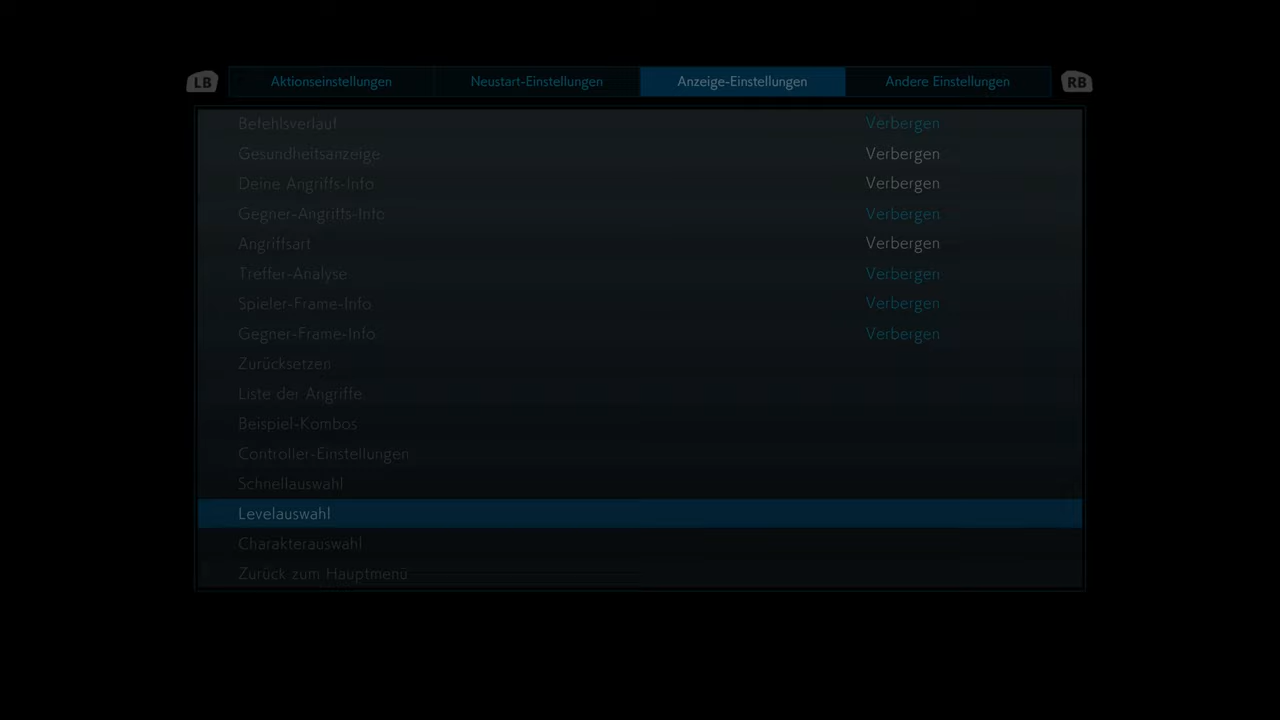 LB Aktionseinstellungen Neustart-Einstellungen Anzeige-Einstellungen Andere Einstellungen RB
Befehlsverlauf Verbergen
Gesundheitsanzeige Verbergen
Deine Angriffs-Info Verbergen
Gegner-Angriffs-Info Verbergen
Angriffsart Verbergen
Treffer-Analyse Verbergen
Spieler-Frame-Info Verbergen
Gegner-Frame-Info Verbergen
Zurücksetzen
Liste der Angriffe
Beispiel-Kombos
Controller-Einstellungen
Schnellauswahl
Levelauswahl
Charakterauswahl
Zurück zum Hauptmenü